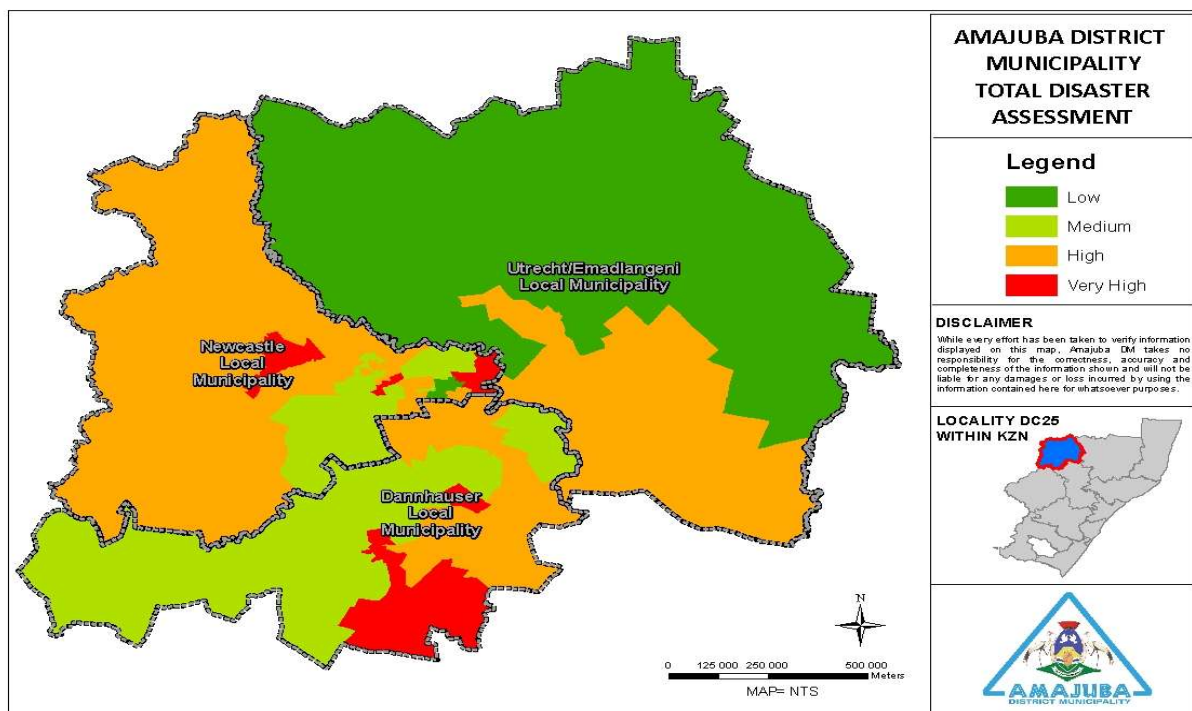 Utrecht/Emadlangeni
Local Municipality
Newcastle
Local
Municipality
Dannhauser
Local
Municipality
N
0 125 000 250 000 500 000
Meters
MAP= NTS
AMAJUBA DISTRICT
MUNICIPALITY
TOTAL DISASTER
ASSESSMENT
Legend
Low
Medium
High
Very High
DISCLAIMER
While every effort has been taken to verify information
displayed on this map, Amajuba DM takes no
responsibility for the correctness, accuracy and
completeness of the information shown and will not be
liable for any damages or loss incurred by using the
information contained here for whatsoever purposes.
LOCALITY DC25
WITHIN KZN
AMAJUBA
DISTRICT MUNICIPALITY